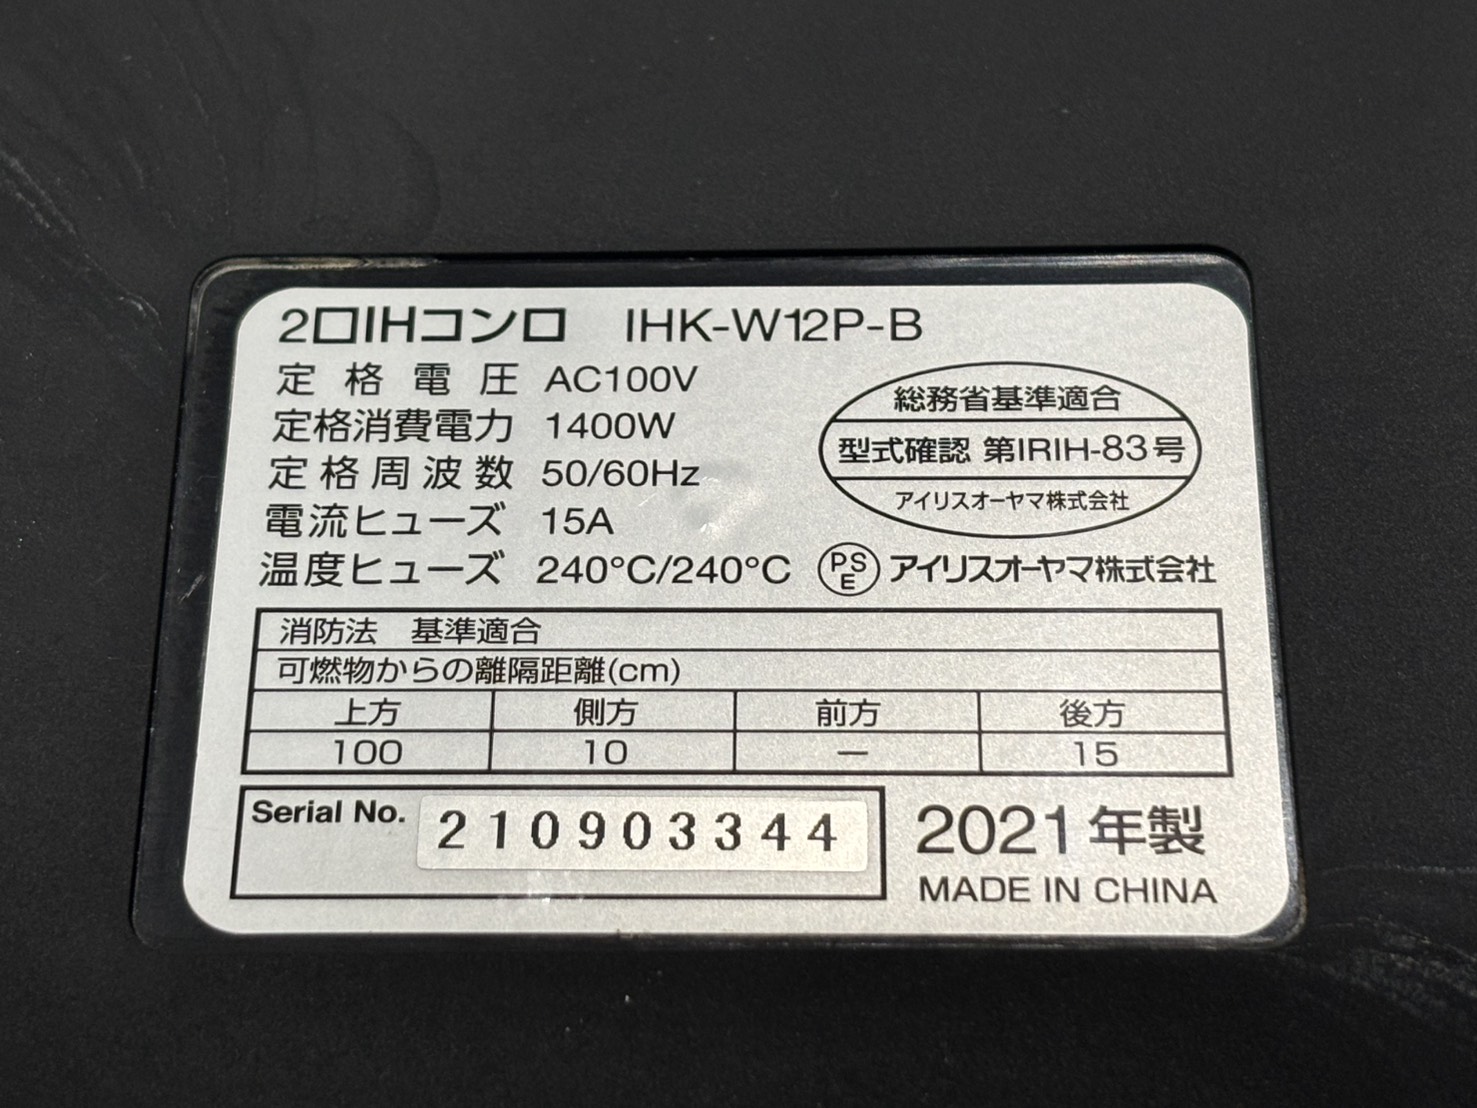 2口IHコンロ IHK-W12P-B
定格電圧 AC100V
定格消費電力 1400W
定格周波数 50/60Hz
電流ヒューズ 15A
温度ヒューズ 240°C/240°C
総務省基準適合
型式確認 第IRIH-83号
アイリスオーヤマ株式会社
PS
E
アイリスオーヤマ株式会社
消防法 基準適合
可燃物からの離隔距離(cm)
上方 側方 前方 後方
100 10 — 15
Serial No. 210903344
2021年製
MADE IN CHINA